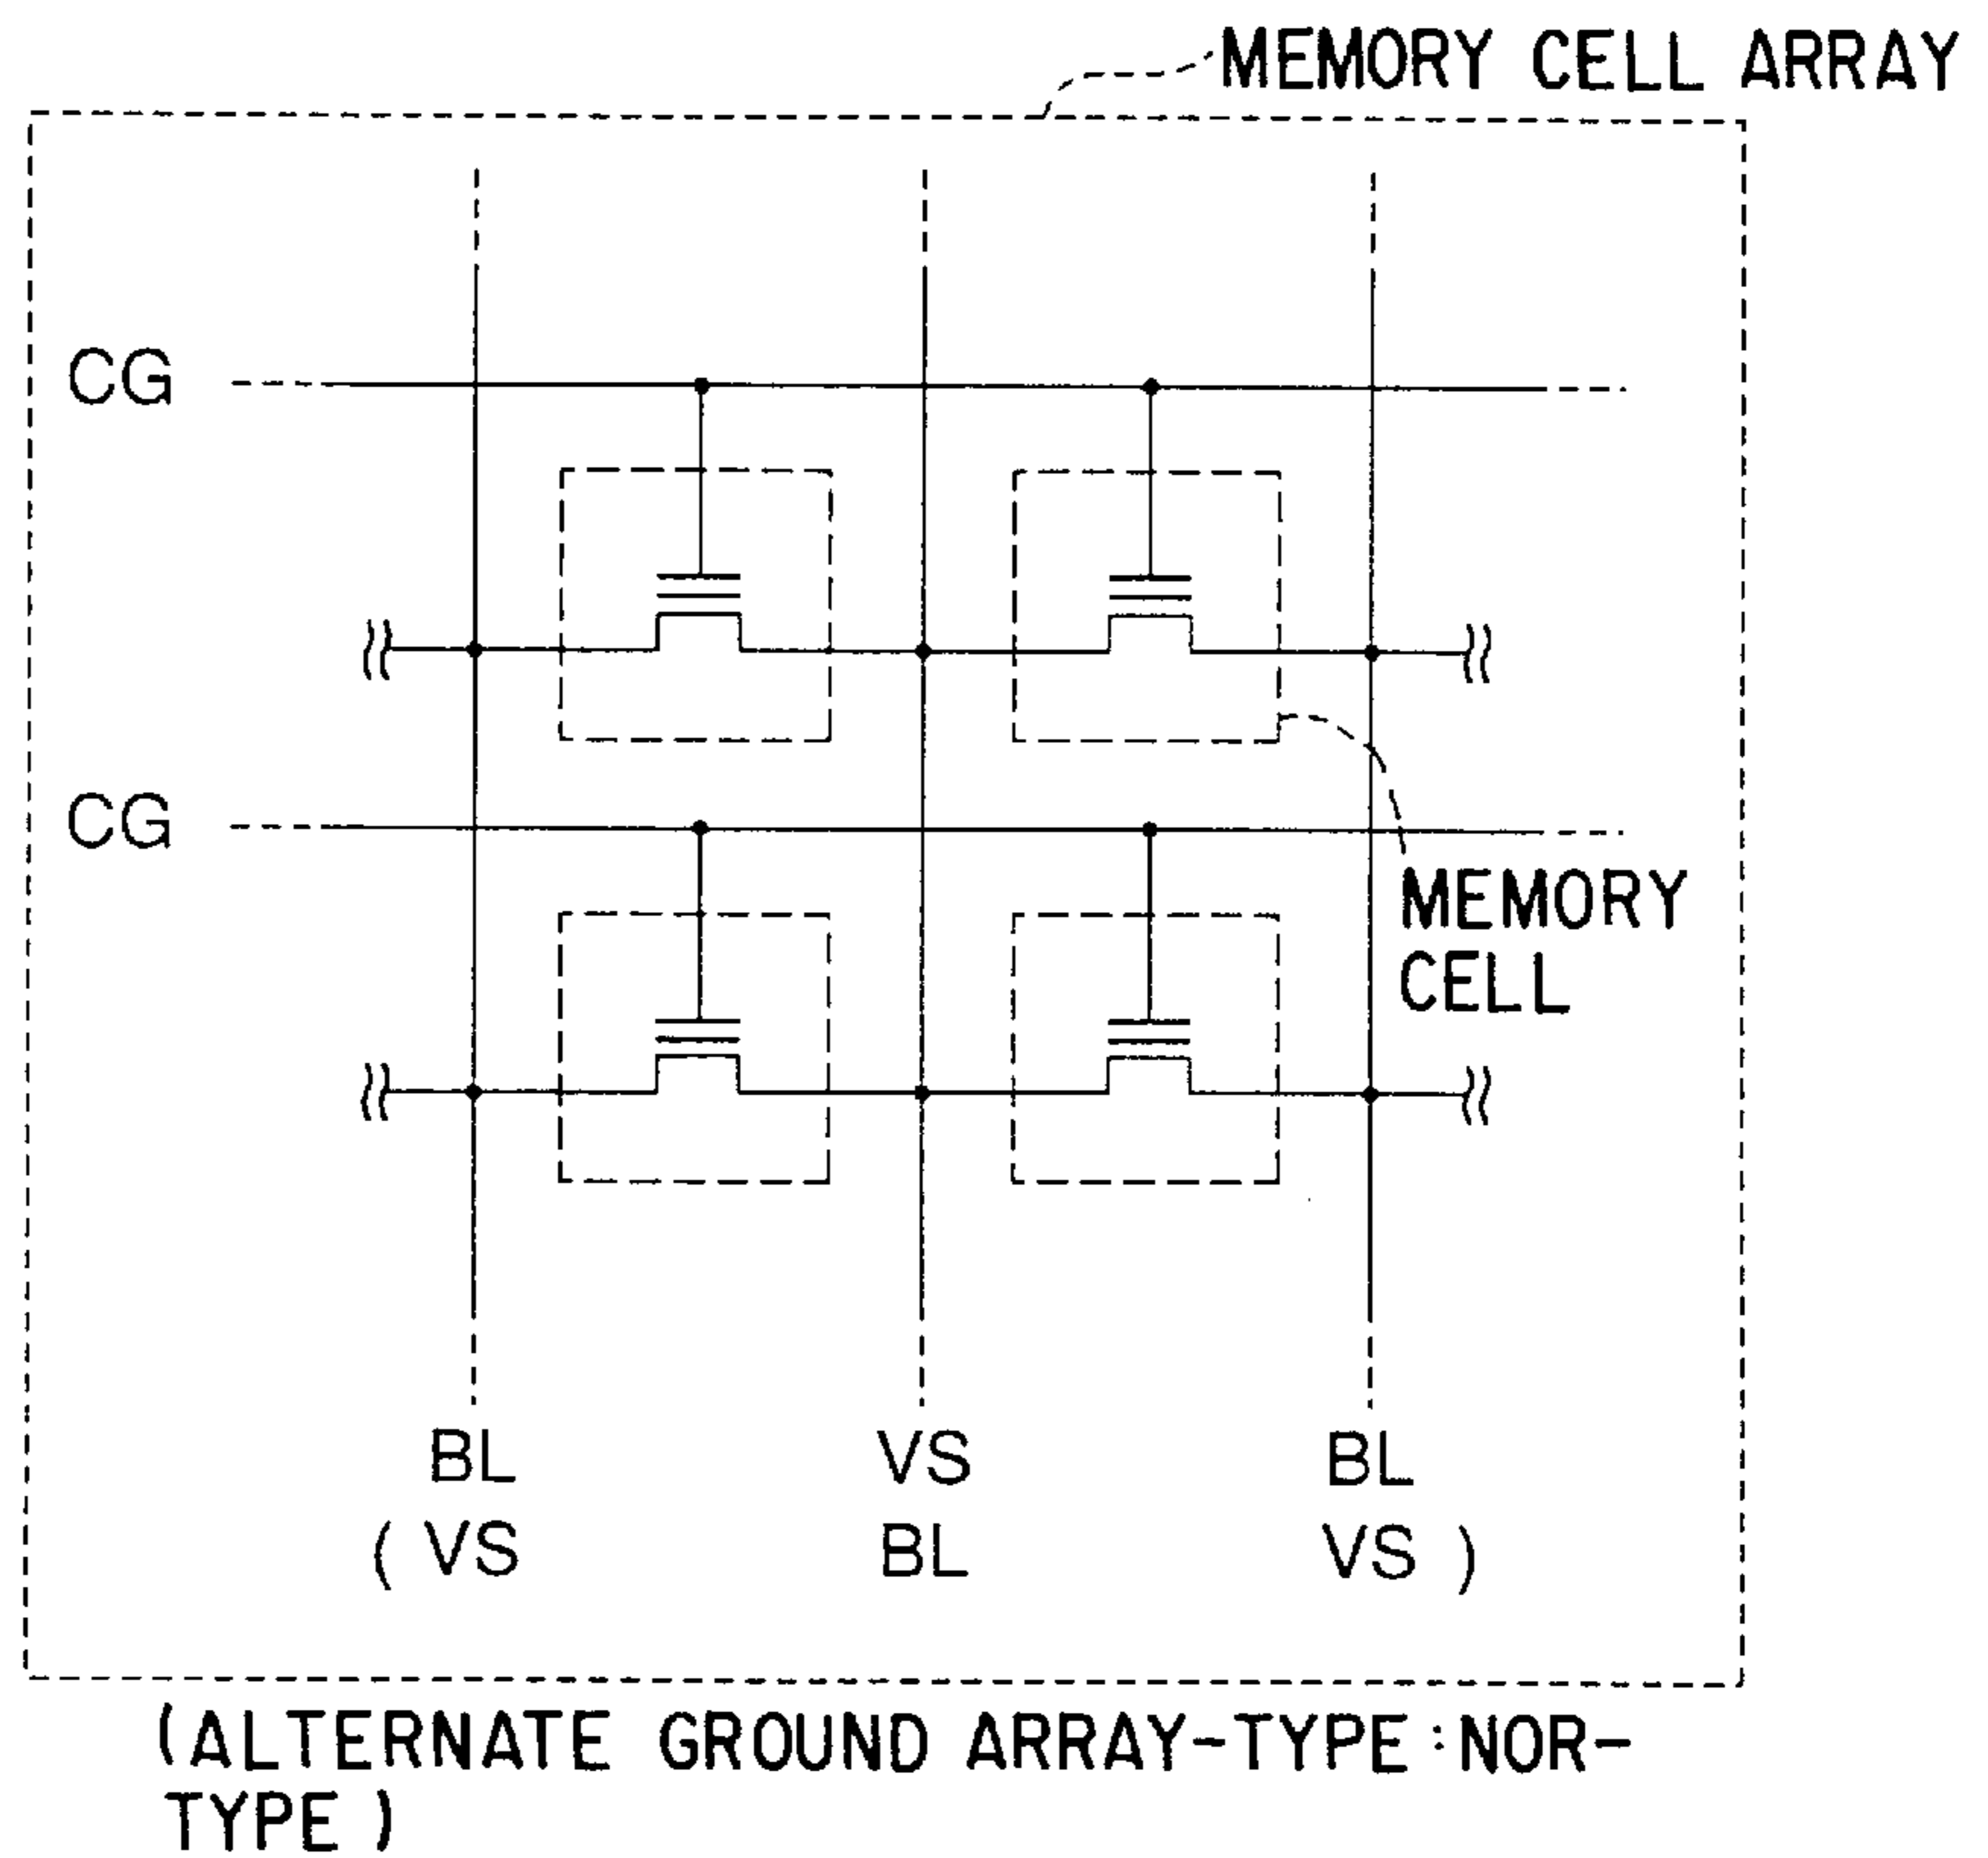 MEMORY CELL ARRAY
CG
CG
MEMORY
CELL
BL VS BL
( VS BL VS )
(ALTERNATE GROUND ARRAY-TYPE:NOR-
TYPE)